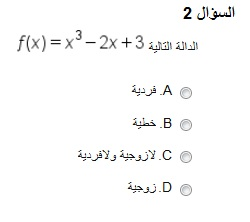 السؤال 2
الدالة التالية f(x)=x³−2x+3
A. فردية
B. خطية
C. لازوجية ولافردية
D. زوجية